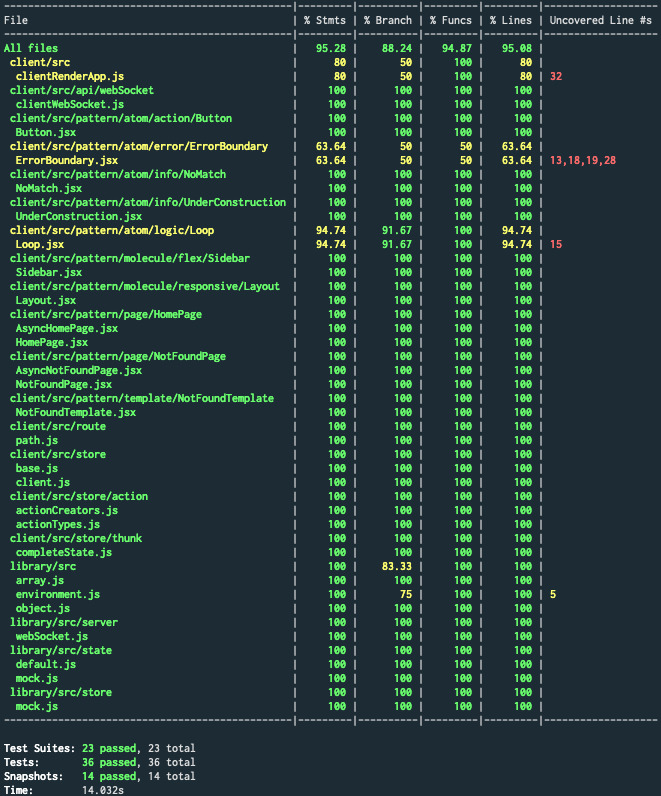 -----------------------------------------------|----------|----------|----------|----------|-------------------|
File                                           | % Stmts | % Branch | % Funcs | % Lines | Uncovered Line #s
-----------------------------------------------|----------|----------|----------|----------|-------------------|
All files | 95.28 | 88.24 | 94.87 | 95.08 |
client/src | 80 | 50 | 100 | 80 |
clientRenderApp.js | 80 | 50 | 100 | 80 | 32
client/src/api/webSocket | 100 | 100 | 100 | 100 |
clientWebSocket.js | 100 | 100 | 100 | 100 |
client/src/pattern/atom/action/Button | 100 | 100 | 100 | 100 |
Button.jsx | 100 | 100 | 100 | 100 |
client/src/pattern/atom/error/ErrorBoundary | 63.64 | 50 | 50 | 63.64 |
ErrorBoundary.jsx | 63.64 | 50 | 50 | 63.64 | 13,18,19,28
client/src/pattern/atom/info/NoMatch | 100 | 100 | 100 | 100 |
NoMatch.jsx | 100 | 100 | 100 | 100 |
client/src/pattern/atom/info/UnderConstruction | 100 | 100 | 100 | 100 |
UnderConstruction.jsx | 100 | 100 | 100 | 100 |
client/src/pattern/atom/logic/Loop | 94.74 | 91.67 | 100 | 94.74 |
Loop.jsx | 94.74 | 91.67 | 100 | 94.74 | 15
client/src/pattern/molecule/flex/Sidebar | 100 | 100 | 100 | 100 |
Sidebar.jsx | 100 | 100 | 100 | 100 |
client/src/pattern/molecule/responsive/Layout | 100 | 100 | 100 | 100 |
Layout.jsx | 100 | 100 | 100 | 100 |
client/src/pattern/page/HomePage | 100 | 100 | 100 | 100 |
AsyncHomePage.jsx | 100 | 100 | 100 | 100 |
HomePage.jsx | 100 | 100 | 100 | 100 |
client/src/pattern/page/NotFoundPage | 100 | 100 | 100 | 100 |
AsyncNotFoundPage.jsx | 100 | 100 | 100 | 100 |
NotFoundPage.jsx | 100 | 100 | 100 | 100 |
client/src/pattern/template/NotFoundTemplate | 100 | 100 | 100 | 100 |
NotFoundTemplate.jsx | 100 | 100 | 100 | 100 |
client/src/route | 100 | 100 | 100 | 100 |
path.js | 100 | 100 | 100 | 100 |
client/src/store | 100 | 100 | 100 | 100 |
base.js | 100 | 100 | 100 | 100 |
client.js | 100 | 100 | 100 | 100 |
client/src/store/action | 100 | 100 | 100 | 100 |
actionCreators.js | 100 | 100 | 100 | 100 |
actionTypes.js | 100 | 100 | 100 | 100 |
client/src/store/thunk | 100 | 100 | 100 | 100 |
completeState.js | 100 | 100 | 100 | 100 |
library/src | 100 | 83.33 | 100 | 100 |
array.js | 100 | 100 | 100 | 100 |
environment.js | 100 | 75 | 100 | 100 | 5
object.js | 100 | 100 | 100 | 100 |
library/src/server | 100 | 100 | 100 | 100 |
webSocket.js | 100 | 100 | 100 | 100 |
library/src/state | 100 | 100 | 100 | 100 |
default.js | 100 | 100 | 100 | 100 |
mock.js | 100 | 100 | 100 | 100 |
library/src/store | 100 | 100 | 100 | 100 |
mock.js | 100 | 100 | 100 | 100 |
-----------------------------------------------|----------|----------|----------|----------|-------------------|
Test Suites: 23 passed, 23 total
Tests: 36 passed, 36 total
Snapshots: 14 passed, 14 total
Time: 14.032s